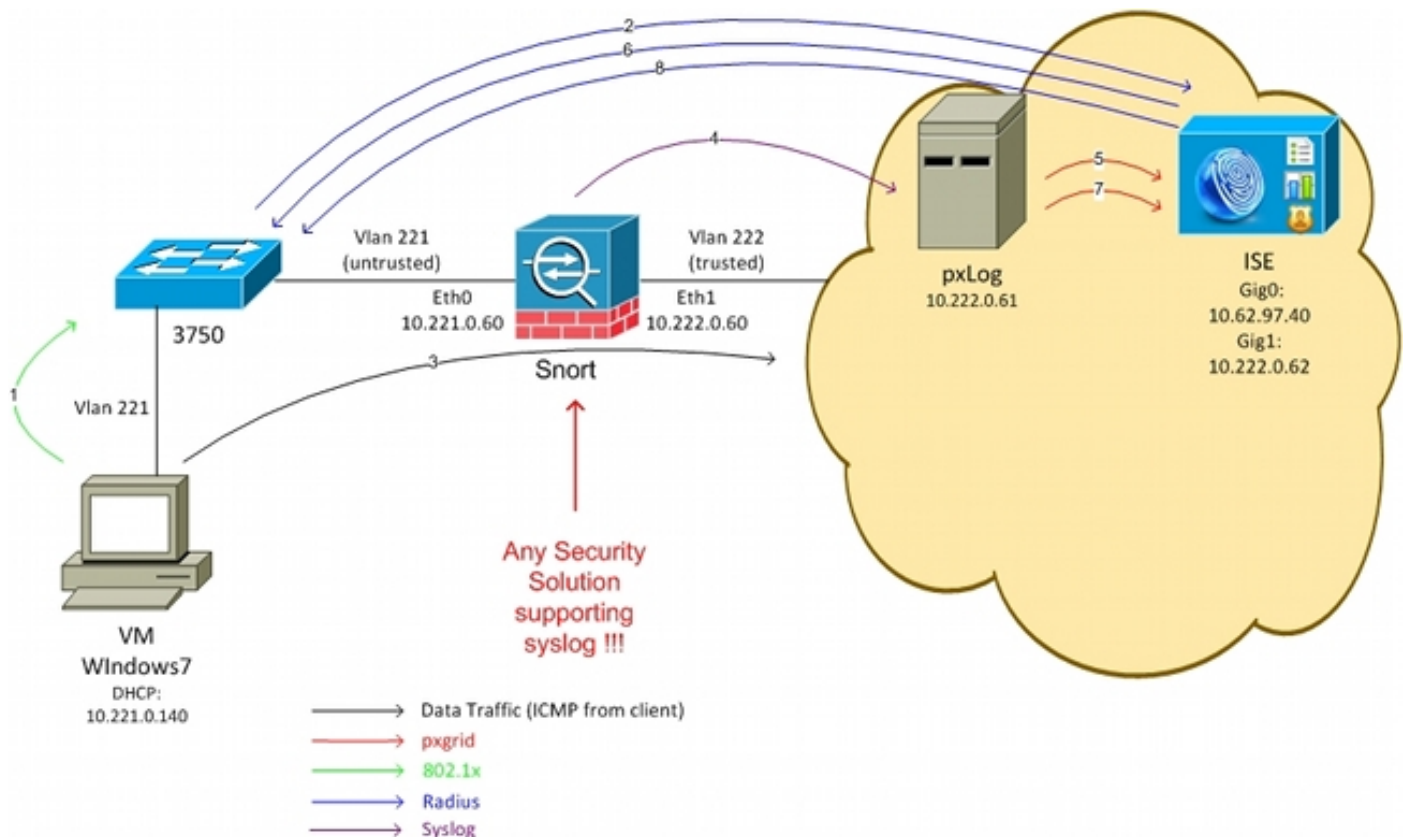 2
6
8
4
5
7
Vlan 221
(untrusted)
Vlan 222
(trusted)
pxLog
10.222.0.61
ISE
Gig0:
10.62.97.40
Gig1:
10.222.0.62
3750
Eth0
10.221.0.60
Eth1
10.222.0.60
Snort
3
1
Vlan 221
Any Security
Solution
supporting
syslog !!!
VM
WIndows7
DHCP:
10.221.0.140
Data Traffic (ICMP from client)
pxgrid
802.1x
Radius
Syslog